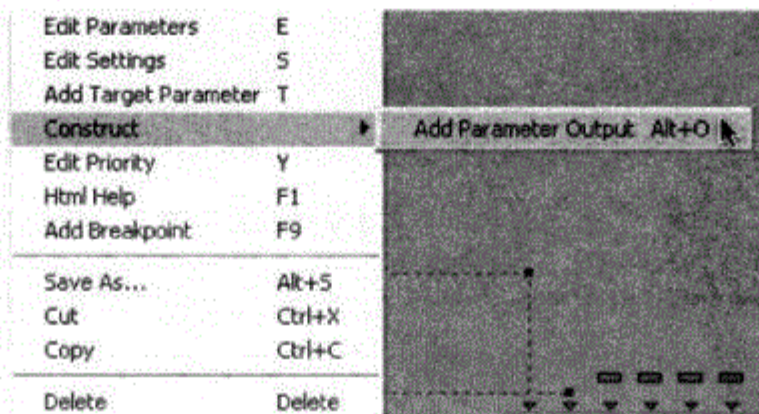 Edit Parameters E
Edit Settings S
Add Target Parameter T
Construct
Add Parameter Output Alt+O
Edit Priority Y
Html Help F1
Add Breakpoint F9
Save As... Alt+S
Cut Ctrl+X
Copy Ctrl+C
Delete Delete